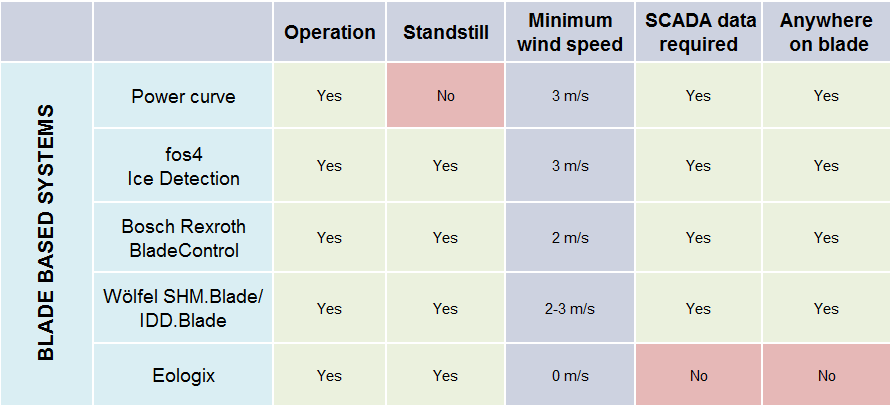 Operation Standstill Minimum wind speed SCADA data required Anywhere on blade
BLADE BASED SYSTEMS
Power curve Yes No 3 m/s Yes Yes
fos4
Ice Detection Yes Yes 3 m/s Yes Yes
Bosch Rexroth
BladeControl Yes Yes 2 m/s Yes Yes
Wölfel SHM.Blade/
IDD.Blade Yes Yes 2-3 m/s Yes Yes
Eologix Yes Yes 0 m/s No No